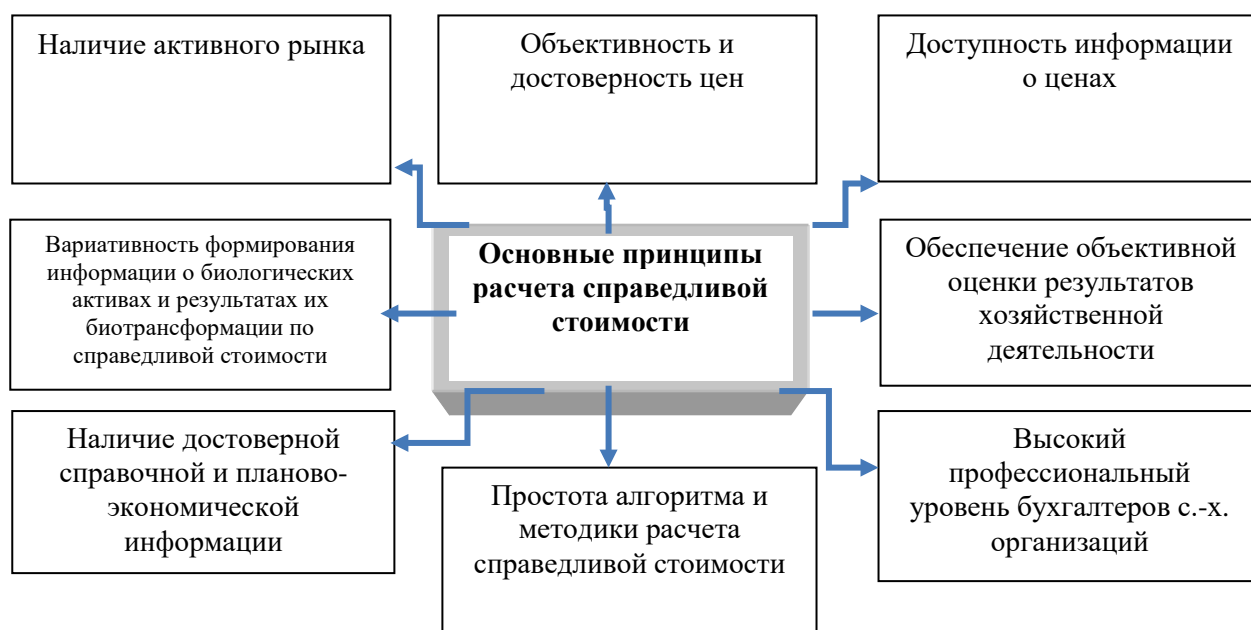 Наличие активного рынка
Объективность и
достоверность цен
Доступность информации
о ценах
Вариативность формирования
информации о биологических
активах и результатах их
биотрансформации по
справедливой стоимости
Основные принципы
расчета справедливой
стоимости
Обеспечение объективной
оценки результатов
хозяйственной
деятельности
Наличие достоверной
справочной и планово-
экономической
информации
Простота алгоритма и
методики расчета
справедливой стоимости
Высокий
профессиональный
уровень бухгалтеров с.-х.
организаций